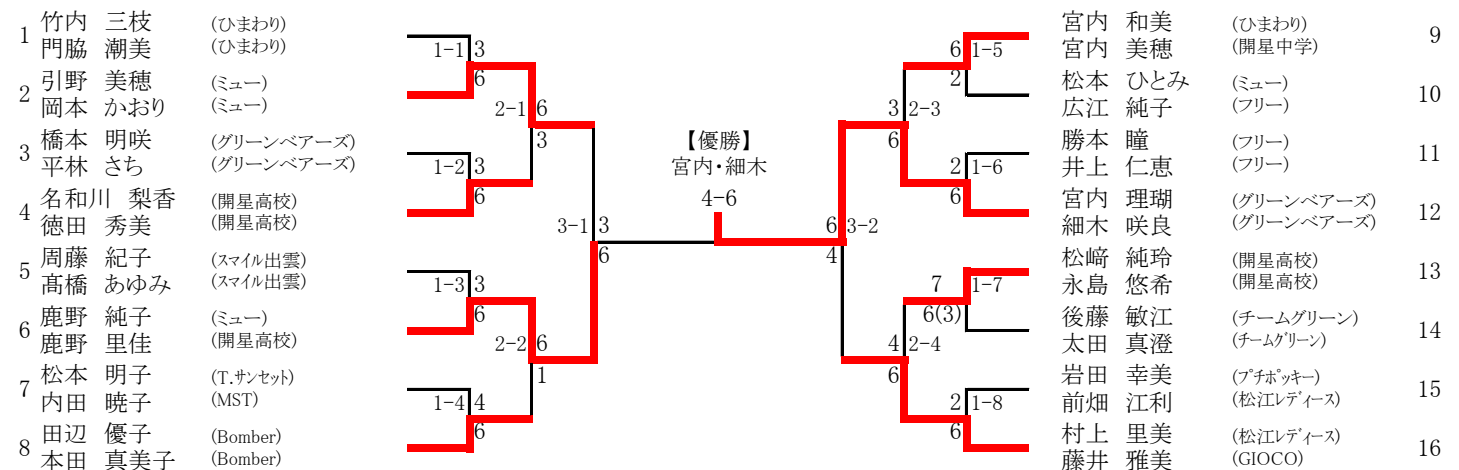 1 竹内 三枝 (ひまわり)
門脇 潮美 (ひまわり)
2 引野 美穂 (ミュー)
岡本 かおり (ミュー)
3 橋本 明咲 (グリーンベアーズ)
平林 さち (グリーンベアーズ)
4 名和川 梨香 (開星高校)
徳田 秀美 (開星高校)
5 周藤 紀子 (スマイル出雲)
髙橋 あゆみ (スマイル出雲)
6 鹿野 純子 (ミュー)
鹿野 里佳 (開星高校)
7 松本 明子 (T.サンセット)
内田 暁子 (MST)
8 田辺 優子 (Bomber)
本田 真美子 (Bomber)
1-1 3
6
2-1 6
3
1-2 3
6
3-1 3
6
1-3 3
6
2-2 6
1
1-4 4
6
【優勝】
宮内・細木
4-6
6 1-5
2
3 2-3
6
2 1-6
6
6 3-2
4
7 1-7
6(3)
4 2-4
6
2 1-8
6
宮内 和美 (ひまわり) 9
宮内 美穂 (開星中学)
松本 ひとみ (ミュー) 10
広江 純子 (フリー)
勝本 瞳 (フリー) 11
井上 仁恵 (フリー)
宮内 理瑚 (グリーンベアーズ) 12
細木 咲良 (グリーンベアーズ)
松﨑 純玲 (開星高校) 13
永島 悠希 (開星高校)
後藤 敏江 (チームグリーン) 14
太田 真澄 (チームグリーン)
岩田 幸美 (プチポッキー) 15
前畑 江利 (松江レディース)
村上 里美 (松江レディース) 16
藤井 雅美 (GIOCO)